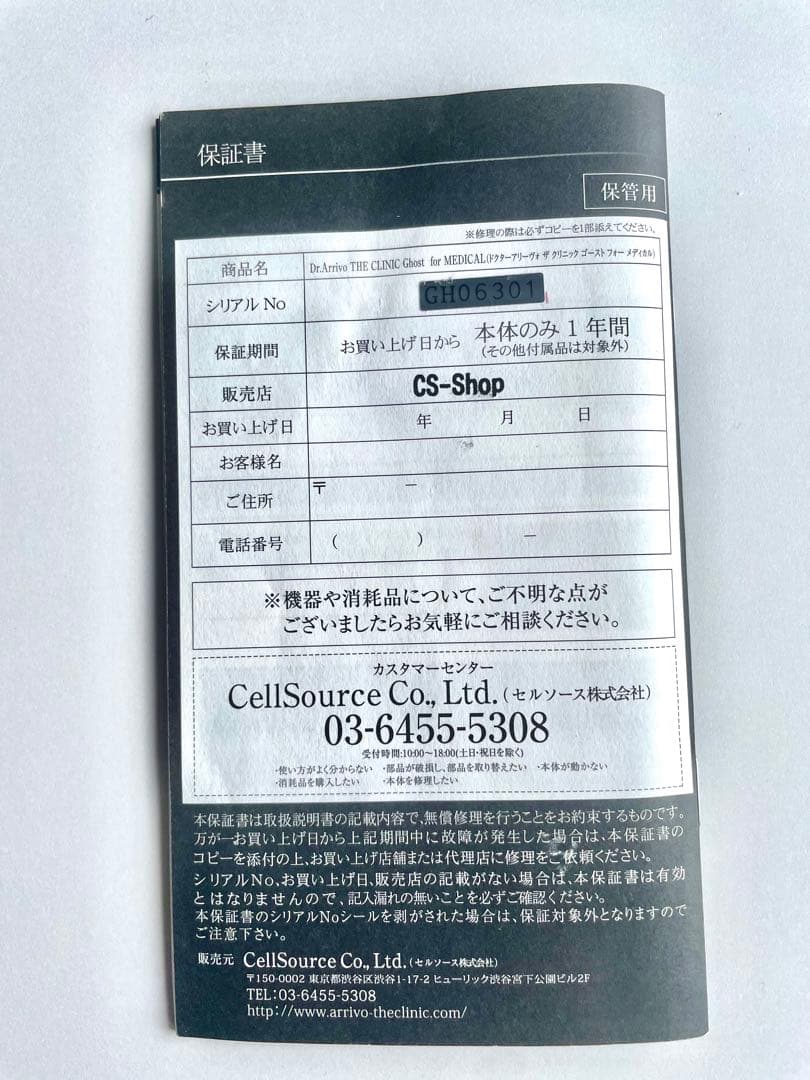 保証書
保管用
※修理の際は必ずコピーを1部添えてください。
商品名 Dr.Arrivo THE CLINIC Ghost for MEDICAL(ドクターアリーヴォ ザ クリニック ゴースト フォー メディカル)
シリアル No GH06301
保証期間 お買い上げ日から 本体のみ 1 年間
(その他付属品は対象外)
販売店 CS-Shop
お買い上げ日 年 月 日
お客様名
ご住所 〒 －
電話番号 ( ) －
※機器や消耗品について、ご不明な点が
ございましたらお気軽にご相談ください。
カスタマーセンター
CellSource Co., Ltd. (セルソース株式会社)
03-6455-5308
受付時間:10:00～18:00(土日・祝日を除く)
・使い方がよく分からない ・部品が破損し、部品を取り替えたい ・本体が動かない
・消耗品を購入したい ・本体を修理したい
本保証書は取扱説明書の記載内容で、無償修理を行うことをお約束するものです。
万が一お買い上げ日から上記期間中に故障が発生した場合は、本保証書の
コピーを添付の上、お買い上げ店舗または代理店に修理をご依頼ください。
シリアルNo、お買い上げ日、販売店の記載がない場合は、本保証書は有効
とはなりませんので、記入漏れの無いことを必ずご確認ください。
本保証書のシリアルNoシールを剥がされた場合は、保証対象外となりますので
ご注意下さい。
販売元 CellSource Co., Ltd. (セルソース株式会社)
〒150-0002 東京都渋谷区渋谷1-17-2 ヒューリック渋谷宮下公園ビル2F
TEL:03-6455-5308
http://www.arrivo-theclinic.com/